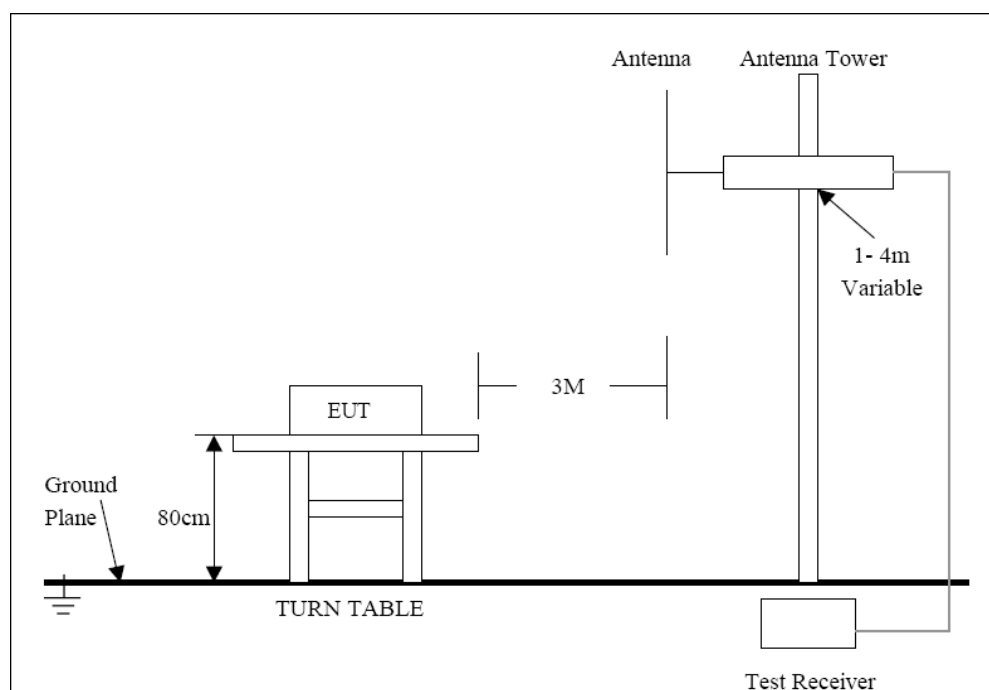 Antenna
Antenna Tower
1- 4m
Variable
3M
EUT
Ground
Plane
80cm
TURN TABLE
Test Receiver